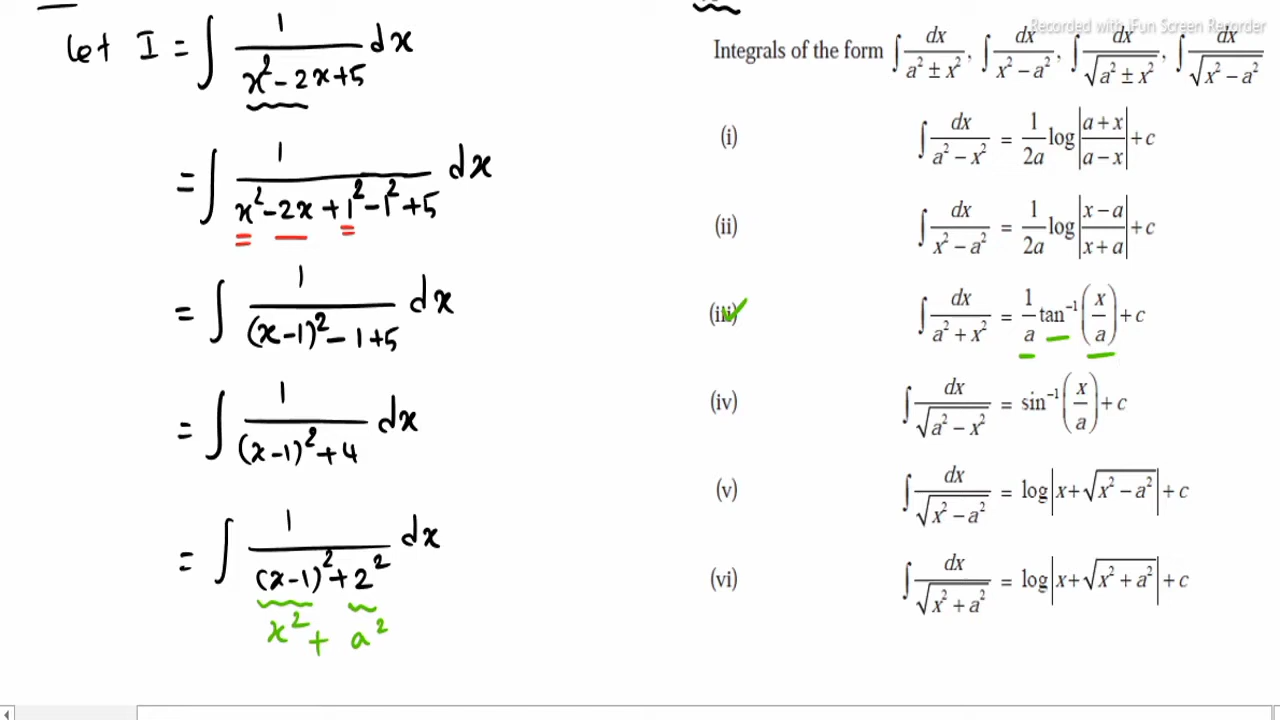 Recorded with iFun Screen Recorder
let I = ∫ 1/(x² - 2x + 5) dx
= ∫ 1/(x² - 2x + 1² - 1² + 5) dx
= ∫ 1/((x-1)² - 1 + 5) dx
= ∫ 1/((x-1)² + 4) dx
= ∫ 1/((x-1)² + 2²) dx
x² + a²
Integrals of the form ∫ dx/(a² ± x²), ∫ dx/(x² − a²), ∫ dx/√(a² ± x²), ∫ dx/√(x² − a²)
(i) ∫ dx/(a² − x²) = 1/(2a) log |(a + x)/(a − x)| + c
(ii) ∫ dx/(x² − a²) = 1/(2a) log |(x − a)/(x + a)| + c
(iii) ∫ dx/(a² + x²) = 1/a tan⁻¹ (x/a) + c
(iv) ∫ dx/√(a² − x²) = sin⁻¹ (x/a) + c
(v) ∫ dx/√(x² − a²) = log |x + √(x² − a²)| + c
(vi) ∫ dx/√(x² + a²) = log |x + √(x² + a²)| + c